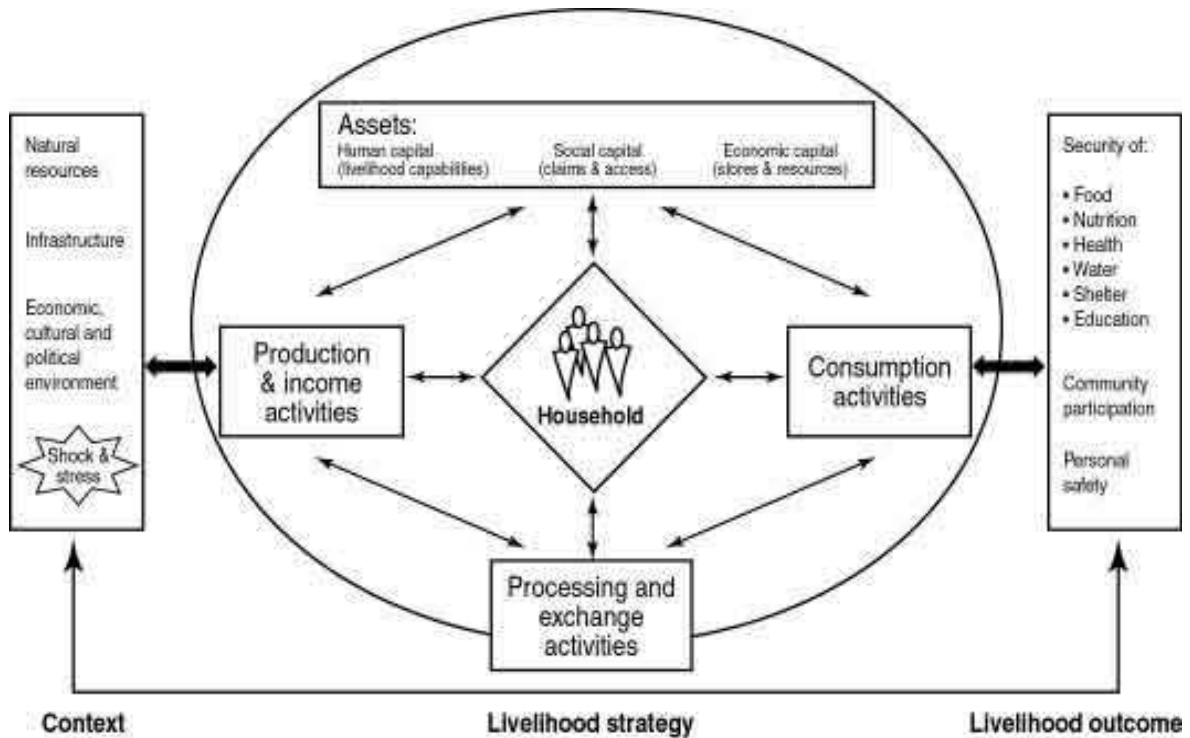 Assets:
Human capital
(livelihood capabilities)
Social capital
(claims & access)
Economic capital
(stores & resources)
Natural
resources
Infrastructure
Economic,
cultural and
political
environment
Shock &
stress
Production
& income
activities
Household
Consumption
activities
Processing and
exchange
activities
Security of:
• Food
• Nutrition
• Health
• Water
• Shelter
• Education
Community
participation
Personal
safety
Context
Livelihood strategy
Livelihood outcome